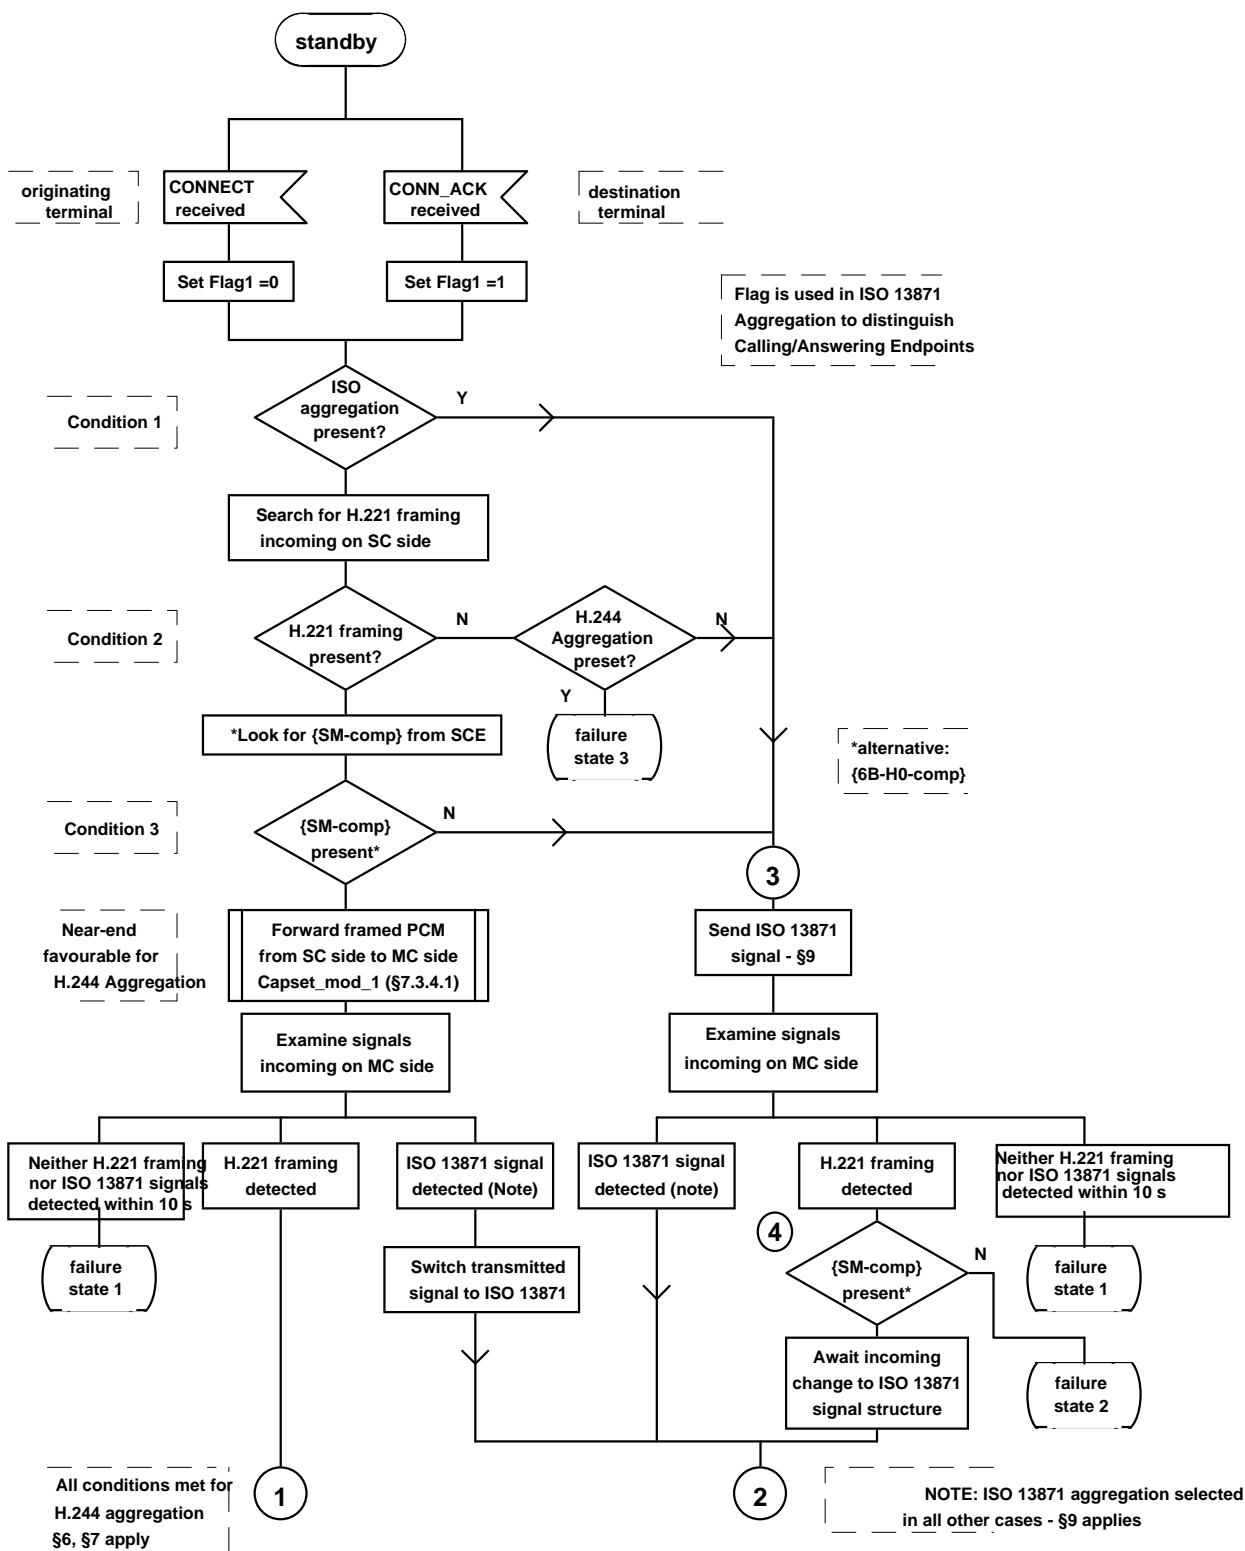 standby
originating
terminal
CONNECT
received
CONN_ACK
received
destination
terminal
Set Flag1 =0
Set Flag1 =1
Flag is used in ISO 13871
Aggregation to distinguish
Calling/Answering Endpoints
Condition 1
ISO
aggregation
present?
Y
Search for H.221 framing
incoming on SC side
Condition 2
H.221 framing
present?
N
H.244
Aggregation
preset?
N
Y
*Look for {SM-comp} from SCE
failure
state 3
*alternative:
{6B-H0-comp}
Condition 3
{SM-comp}
present*
N
3
Near-end
favourable for
H.244 Aggregation
Forward framed PCM
from SC side to MC side
Capset_mod_1 (§7.3.4.1)
Send ISO 13871
signal - §9
Examine signals
incoming on MC side
Examine signals
incoming on MC side
Neither H.221 framing
nor ISO 13871 signals
detected within 10 s
H.221 framing
detected
ISO 13871 signal
detected (Note)
ISO 13871 signal
detected (note)
H.221 framing
detected
Neither H.221 framing
nor ISO 13871 signals
detected within 10 s
failure
state 1
Switch transmitted
signal to ISO 13871
4
{SM-comp}
present*
N
failure
state 1
Await incoming
change to ISO 13871
signal structure
failure
state 2
All conditions met for
H.244 aggregation
§6, §7 apply
1
2
NOTE: ISO 13871 aggregation selected
in all other cases - §9 applies